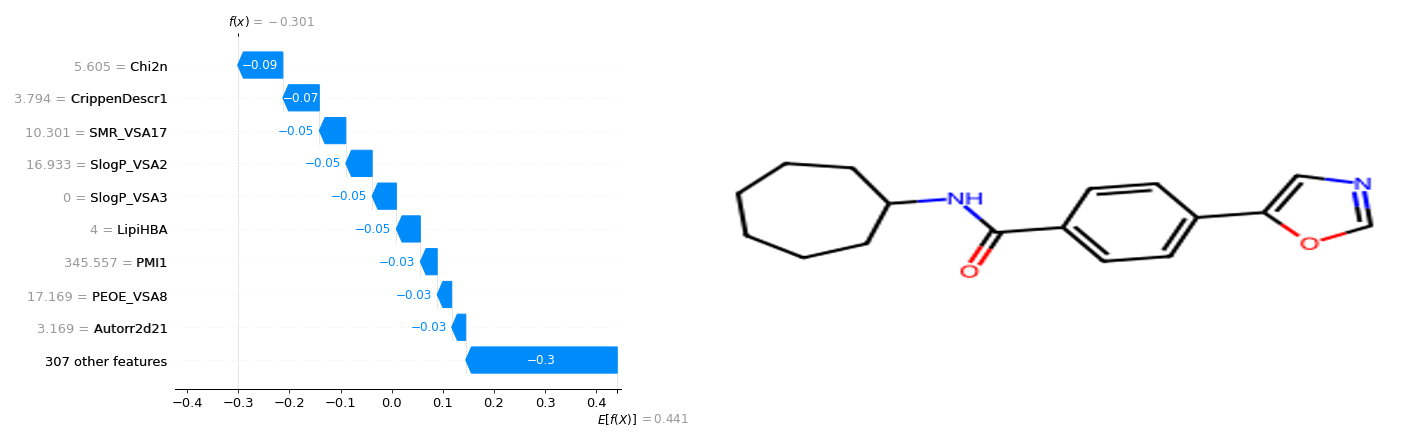 f(x) = −0.301
5.605 = Chi2n
−0.09
3.794 = CrippenDescr1
−0.07
10.301 = SMR_VSA17
−0.05
16.933 = SlogP_VSA2
−0.05
0 = SlogP_VSA3
−0.05
4 = LipiHBA
−0.05
345.557 = PMI1
−0.03
17.169 = PEOE_VSA8
−0.03
3.169 = Autorr2d21
−0.03
307 other features
−0.3
−0.4 −0.3 −0.2 −0.1 0.0 0.1 0.2 0.3 0.4
E[f(X)] = 0.441
NH
O
N
O